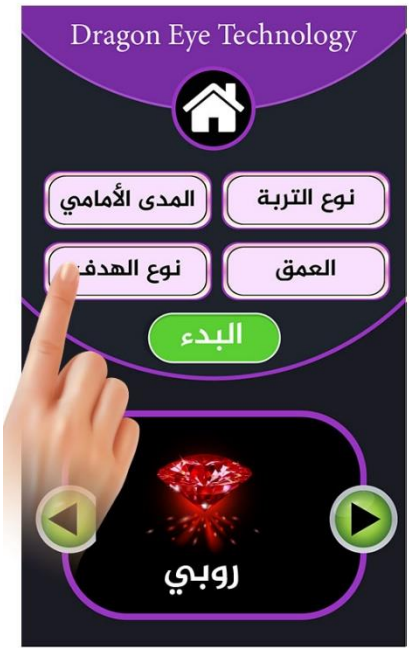 Dragon Eye Technology
نوع التربة
المدى الأمامي
العمق
نوع الهدف
البدء
روبي